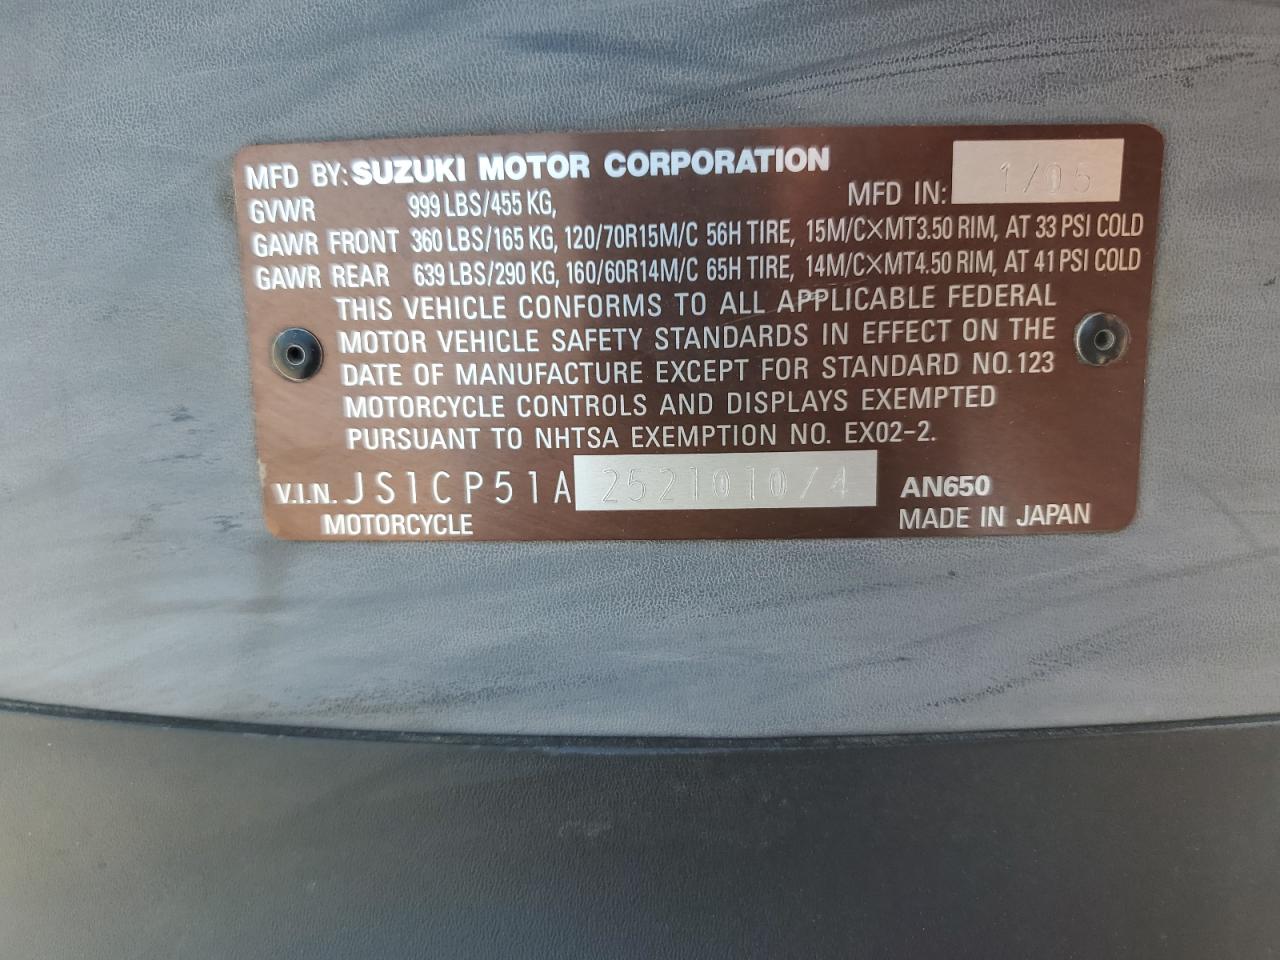 MFD BY: SUZUKI MOTOR CORPORATION
MFD IN: 1/05
GVWR 999 LBS/455 KG,
GAWR FRONT 360 LBS/165 KG, 120/70R15M/C 56H TIRE, 15M/C×MT3.50 RIM, AT 33 PSI COLD
GAWR REAR 639 LBS/290 KG, 160/60R14M/C 65H TIRE, 14M/C×MT4.50 RIM, AT 41 PSI COLD
THIS VEHICLE CONFORMS TO ALL APPLICABLE FEDERAL
MOTOR VEHICLE SAFETY STANDARDS IN EFFECT ON THE
DATE OF MANUFACTURE EXCEPT FOR STANDARD NO. 123
MOTORCYCLE CONTROLS AND DISPLAYS EXEMPTED
PURSUANT TO NHTSA EXEMPTION NO. EX02-2.
V.I.N. JS1CP51A 2521010/4 AN650
MOTORCYCLE MADE IN JAPAN